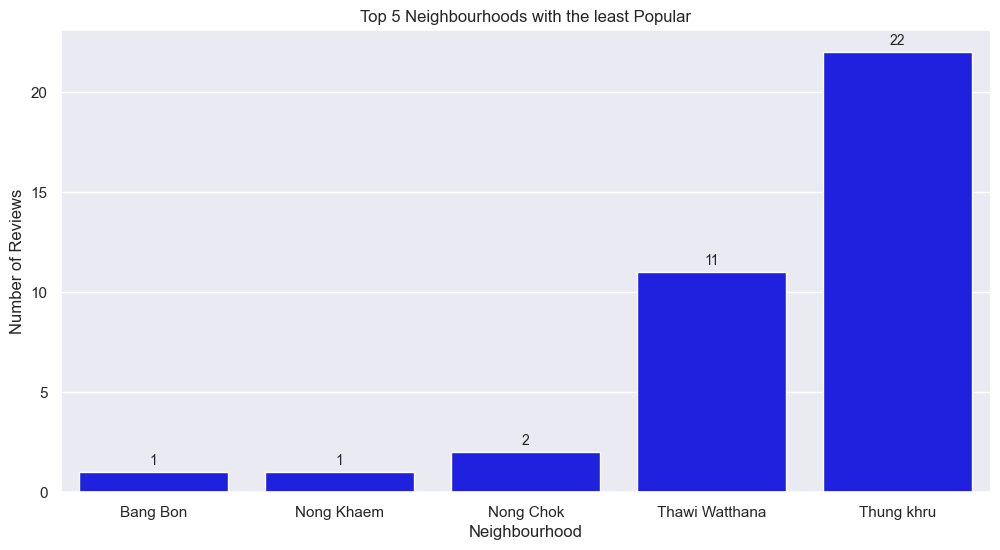 Top 5 Neighbourhoods with the least Popular
22
20
15
11
10
5
2
1
1
0
Number of Reviews
Bang Bon
Nong Khaem
Nong Chok
Thawi Watthana
Thung khru
Neighbourhood